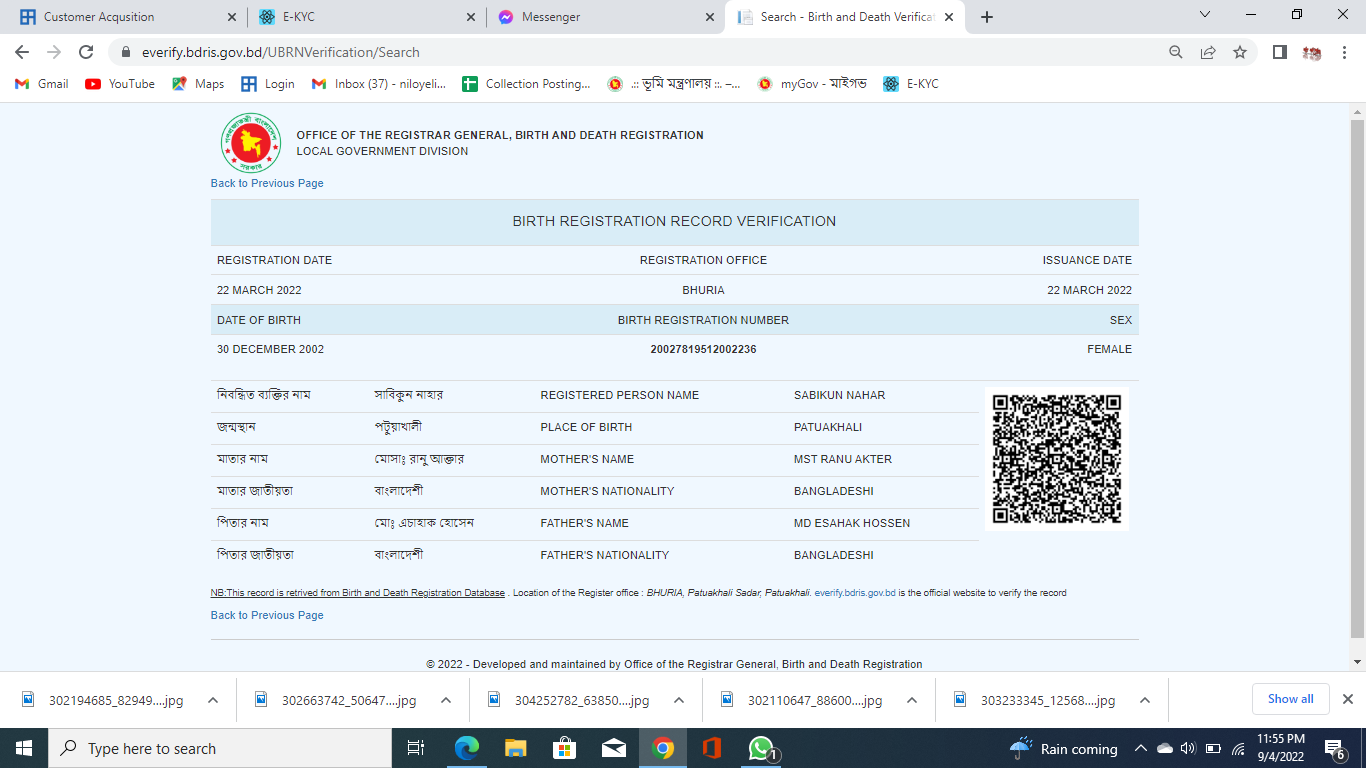 Customer Acqusition
E-KYC
Messenger
Search - Birth and Death Verificat
everify.bdris.gov.bd/UBRNVerification/Search
Gmail YouTube Maps Login Inbox (37) - niloyeli... Collection Posting... .:: ভূমি মন্ত্রণালয় ::. –... myGov - মাইগভ E-KYC
OFFICE OF THE REGISTRAR GENERAL, BIRTH AND DEATH REGISTRATION
LOCAL GOVERNMENT DIVISION
Back to Previous Page
BIRTH REGISTRATION RECORD VERIFICATION
REGISTRATION DATE REGISTRATION OFFICE ISSUANCE DATE
22 MARCH 2022 BHURIA 22 MARCH 2022
DATE OF BIRTH BIRTH REGISTRATION NUMBER SEX
30 DECEMBER 2002 20027819512002236 FEMALE
নিবন্ধিত ব্যক্তির নাম সাবিকুন নাহার REGISTERED PERSON NAME SABIKUN NAHAR
জন্মস্থান পটুয়াখালী PLACE OF BIRTH PATUAKHALI
মাতার নাম মোসাঃ রানু আক্তার MOTHER'S NAME MST RANU AKTER
মাতার জাতীয়তা বাংলাদেশী MOTHER'S NATIONALITY BANGLADESHI
পিতার নাম মোঃ এচাহাক হোসেন FATHER'S NAME MD ESAHAK HOSSEN
পিতার জাতীয়তা বাংলাদেশী FATHER'S NATIONALITY BANGLADESHI
NB:This record is retrived from Birth and Death Registration Database . Location of the Register office : BHURIA, Patuakhali Sadar, Patuakhali. everify.bdris.gov.bd is the official website to verify the record
Back to Previous Page
© 2022 - Developed and maintained by Office of the Registrar General, Birth and Death Registration
302194685_82949....jpg 302663742_50647....jpg 304252782_63850....jpg 302110647_88600....jpg 303233345_12568....jpg Show all
Type here to search
1
Rain coming
11:55 PM
9/4/2022
6